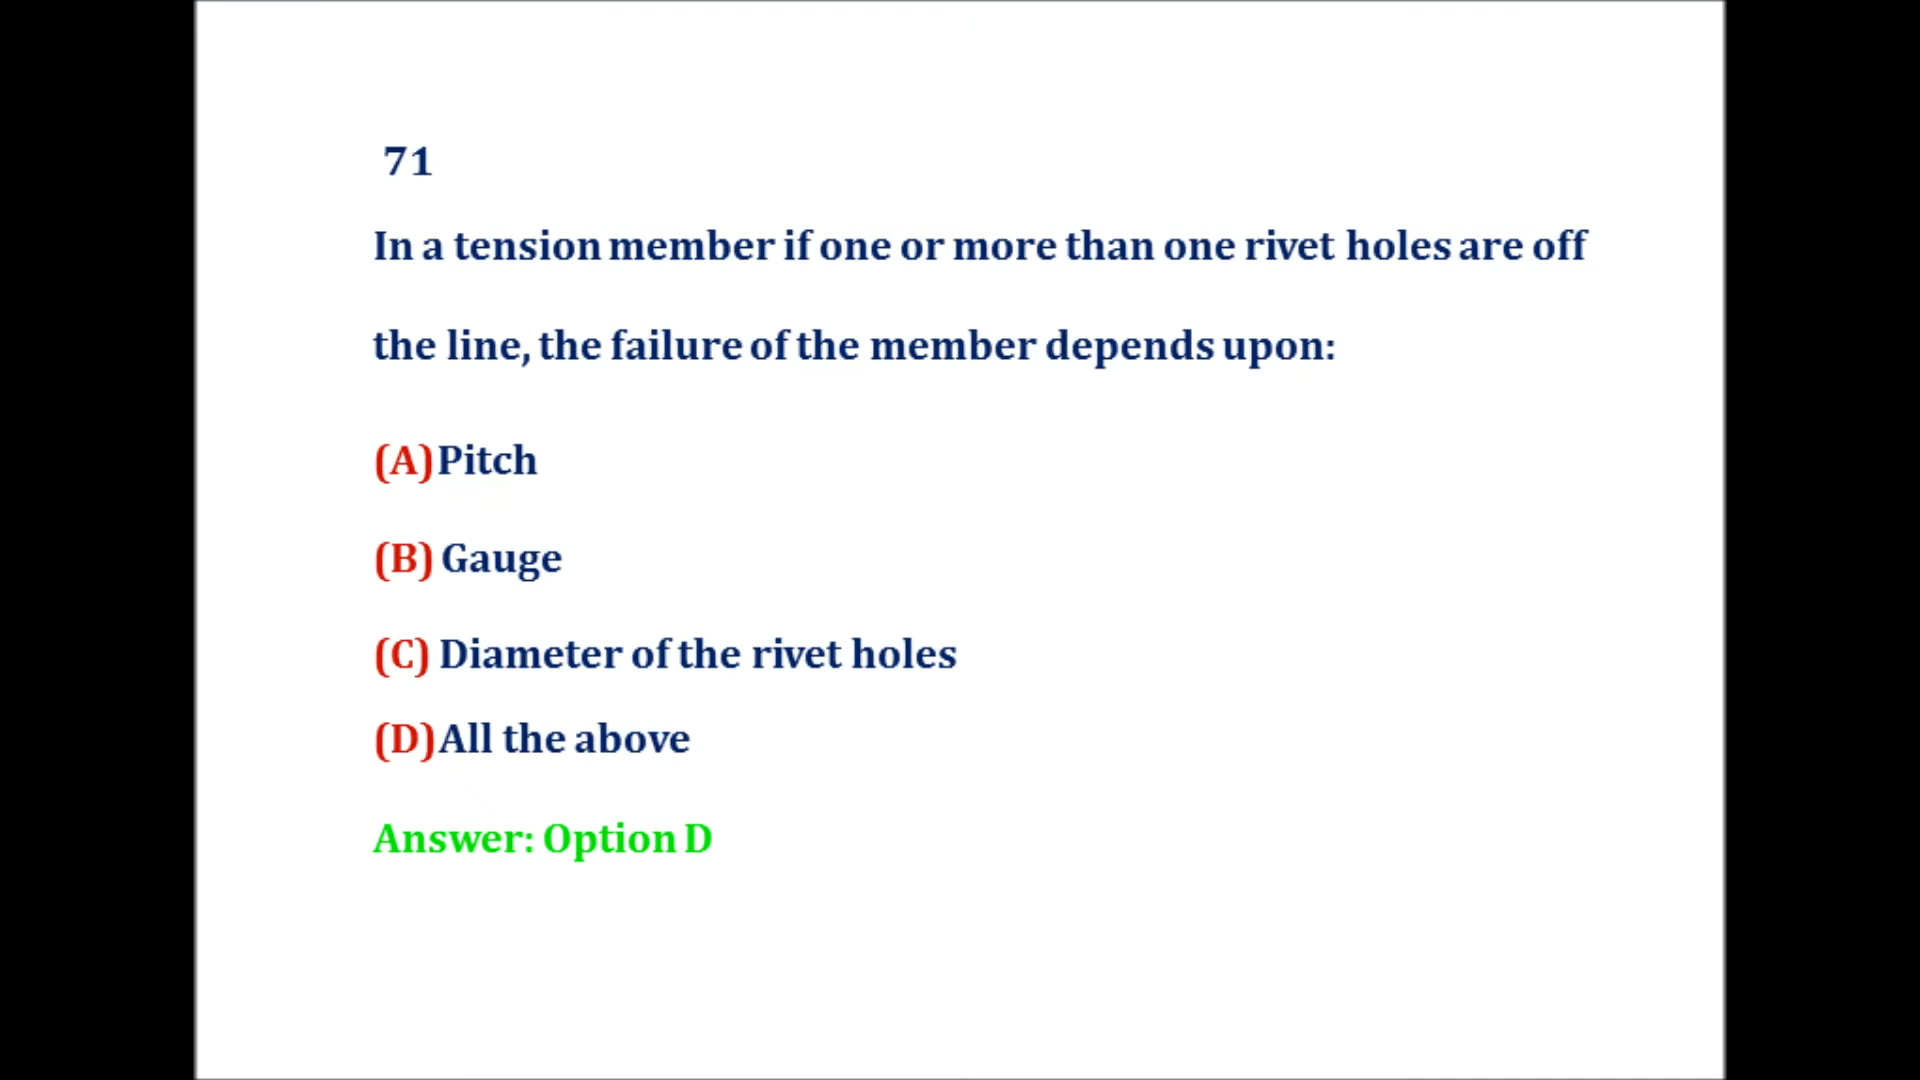 71
In a tension member if one or more than one rivet holes are off
the line, the failure of the member depends upon:
(A) Pitch
(B) Gauge
(C) Diameter of the rivet holes
(D) All the above
Answer: Option D